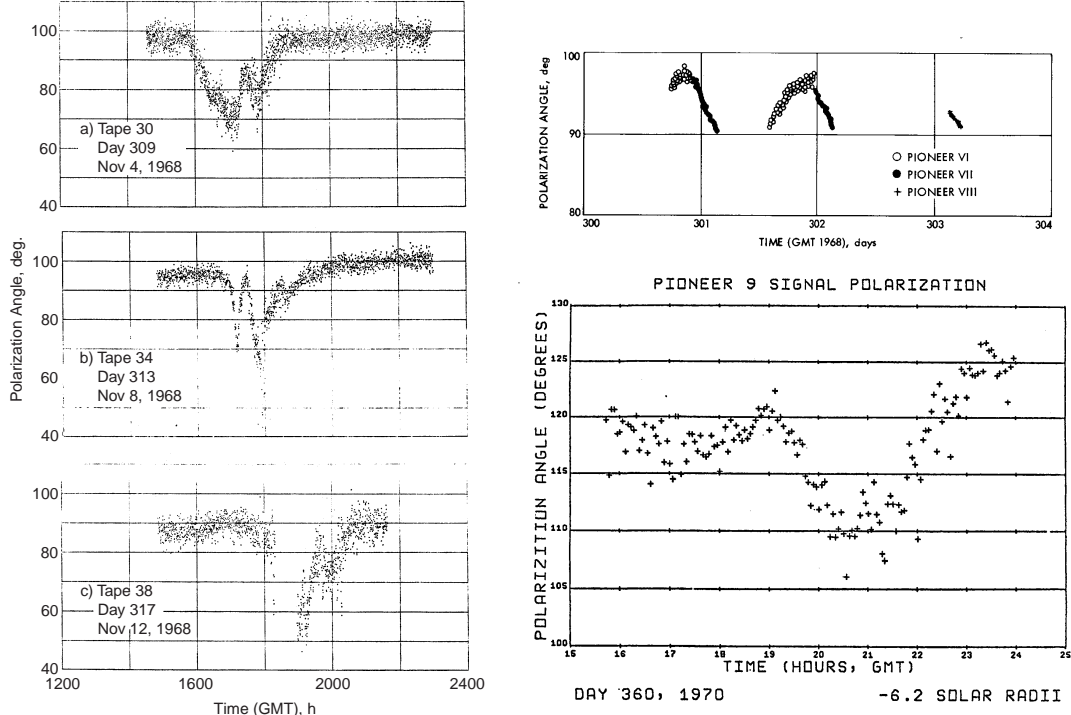 Polarization Angle, deg.
100
80
60
40
a) Tape 30
Day 309
Nov 4, 1968
100
80
60
40
b) Tape 34
Day 313
Nov 8, 1968
100
80
60
40
c) Tape 38
Day 317
Nov 12, 1968
1200 1600 2000 2400
Time (GMT), h
POLARIZATION ANGLE, deg
100
90
80
PIONEER VI
PIONEER VII
PIONEER VIII
300 301 302 303 304
TIME (GMT 1968), days
PIONEER 9 SIGNAL POLARIZATION
POLARIZITION ANGLE (DEGREES)
130
125
120
115
110
105
100
15 16 17 18 19 20 21 22 23 24 25
TIME (HOURS, GMT)
DAY 360, 1970 -6.2 SOLAR RADII